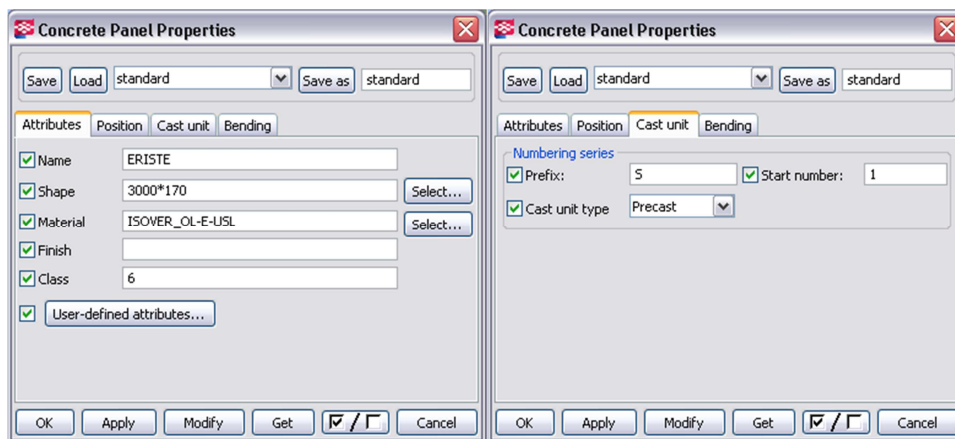 Concrete Panel Properties
Save Load standard Save as standard
Attributes Position Cast unit Bending
Name ERISTE
Shape 3000*170 Select...
Material ISOVER_OL-E-USL Select...
Finish
Class 6
User-defined attributes...
OK Apply Modify Get / Cancel
Concrete Panel Properties
Save Load standard Save as standard
Attributes Position Cast unit Bending
Numbering series
Prefix: S Start number: 1
Cast unit type Precast
OK Apply Modify Get / Cancel